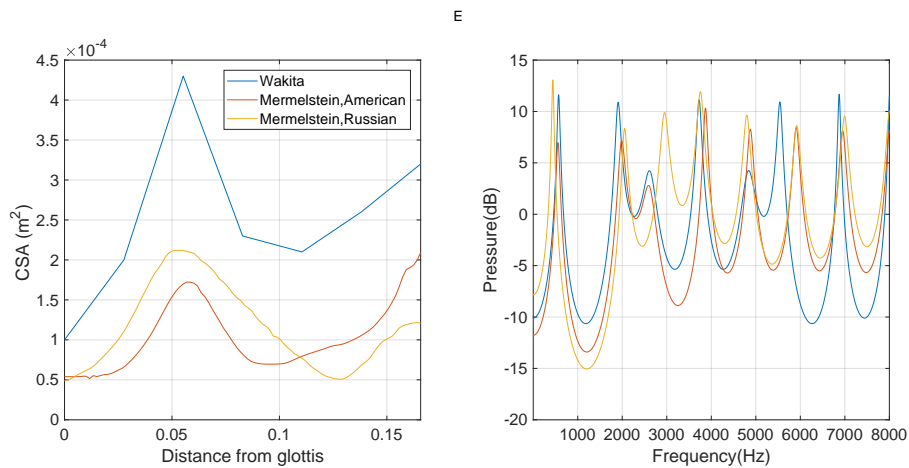 E
×10⁻⁴
4.5
4
3.5
3
2.5
2
1.5
1
0.5
0
CSA (m²)
0 0.05 0.1 0.15
Distance from glottis
Wakita
Mermelstein,American
Mermelstein,Russian
15
10
5
0
-5
-10
-15
-20
Pressure(dB)
1000 2000 3000 4000 5000 6000 7000 8000
Frequency(Hz)